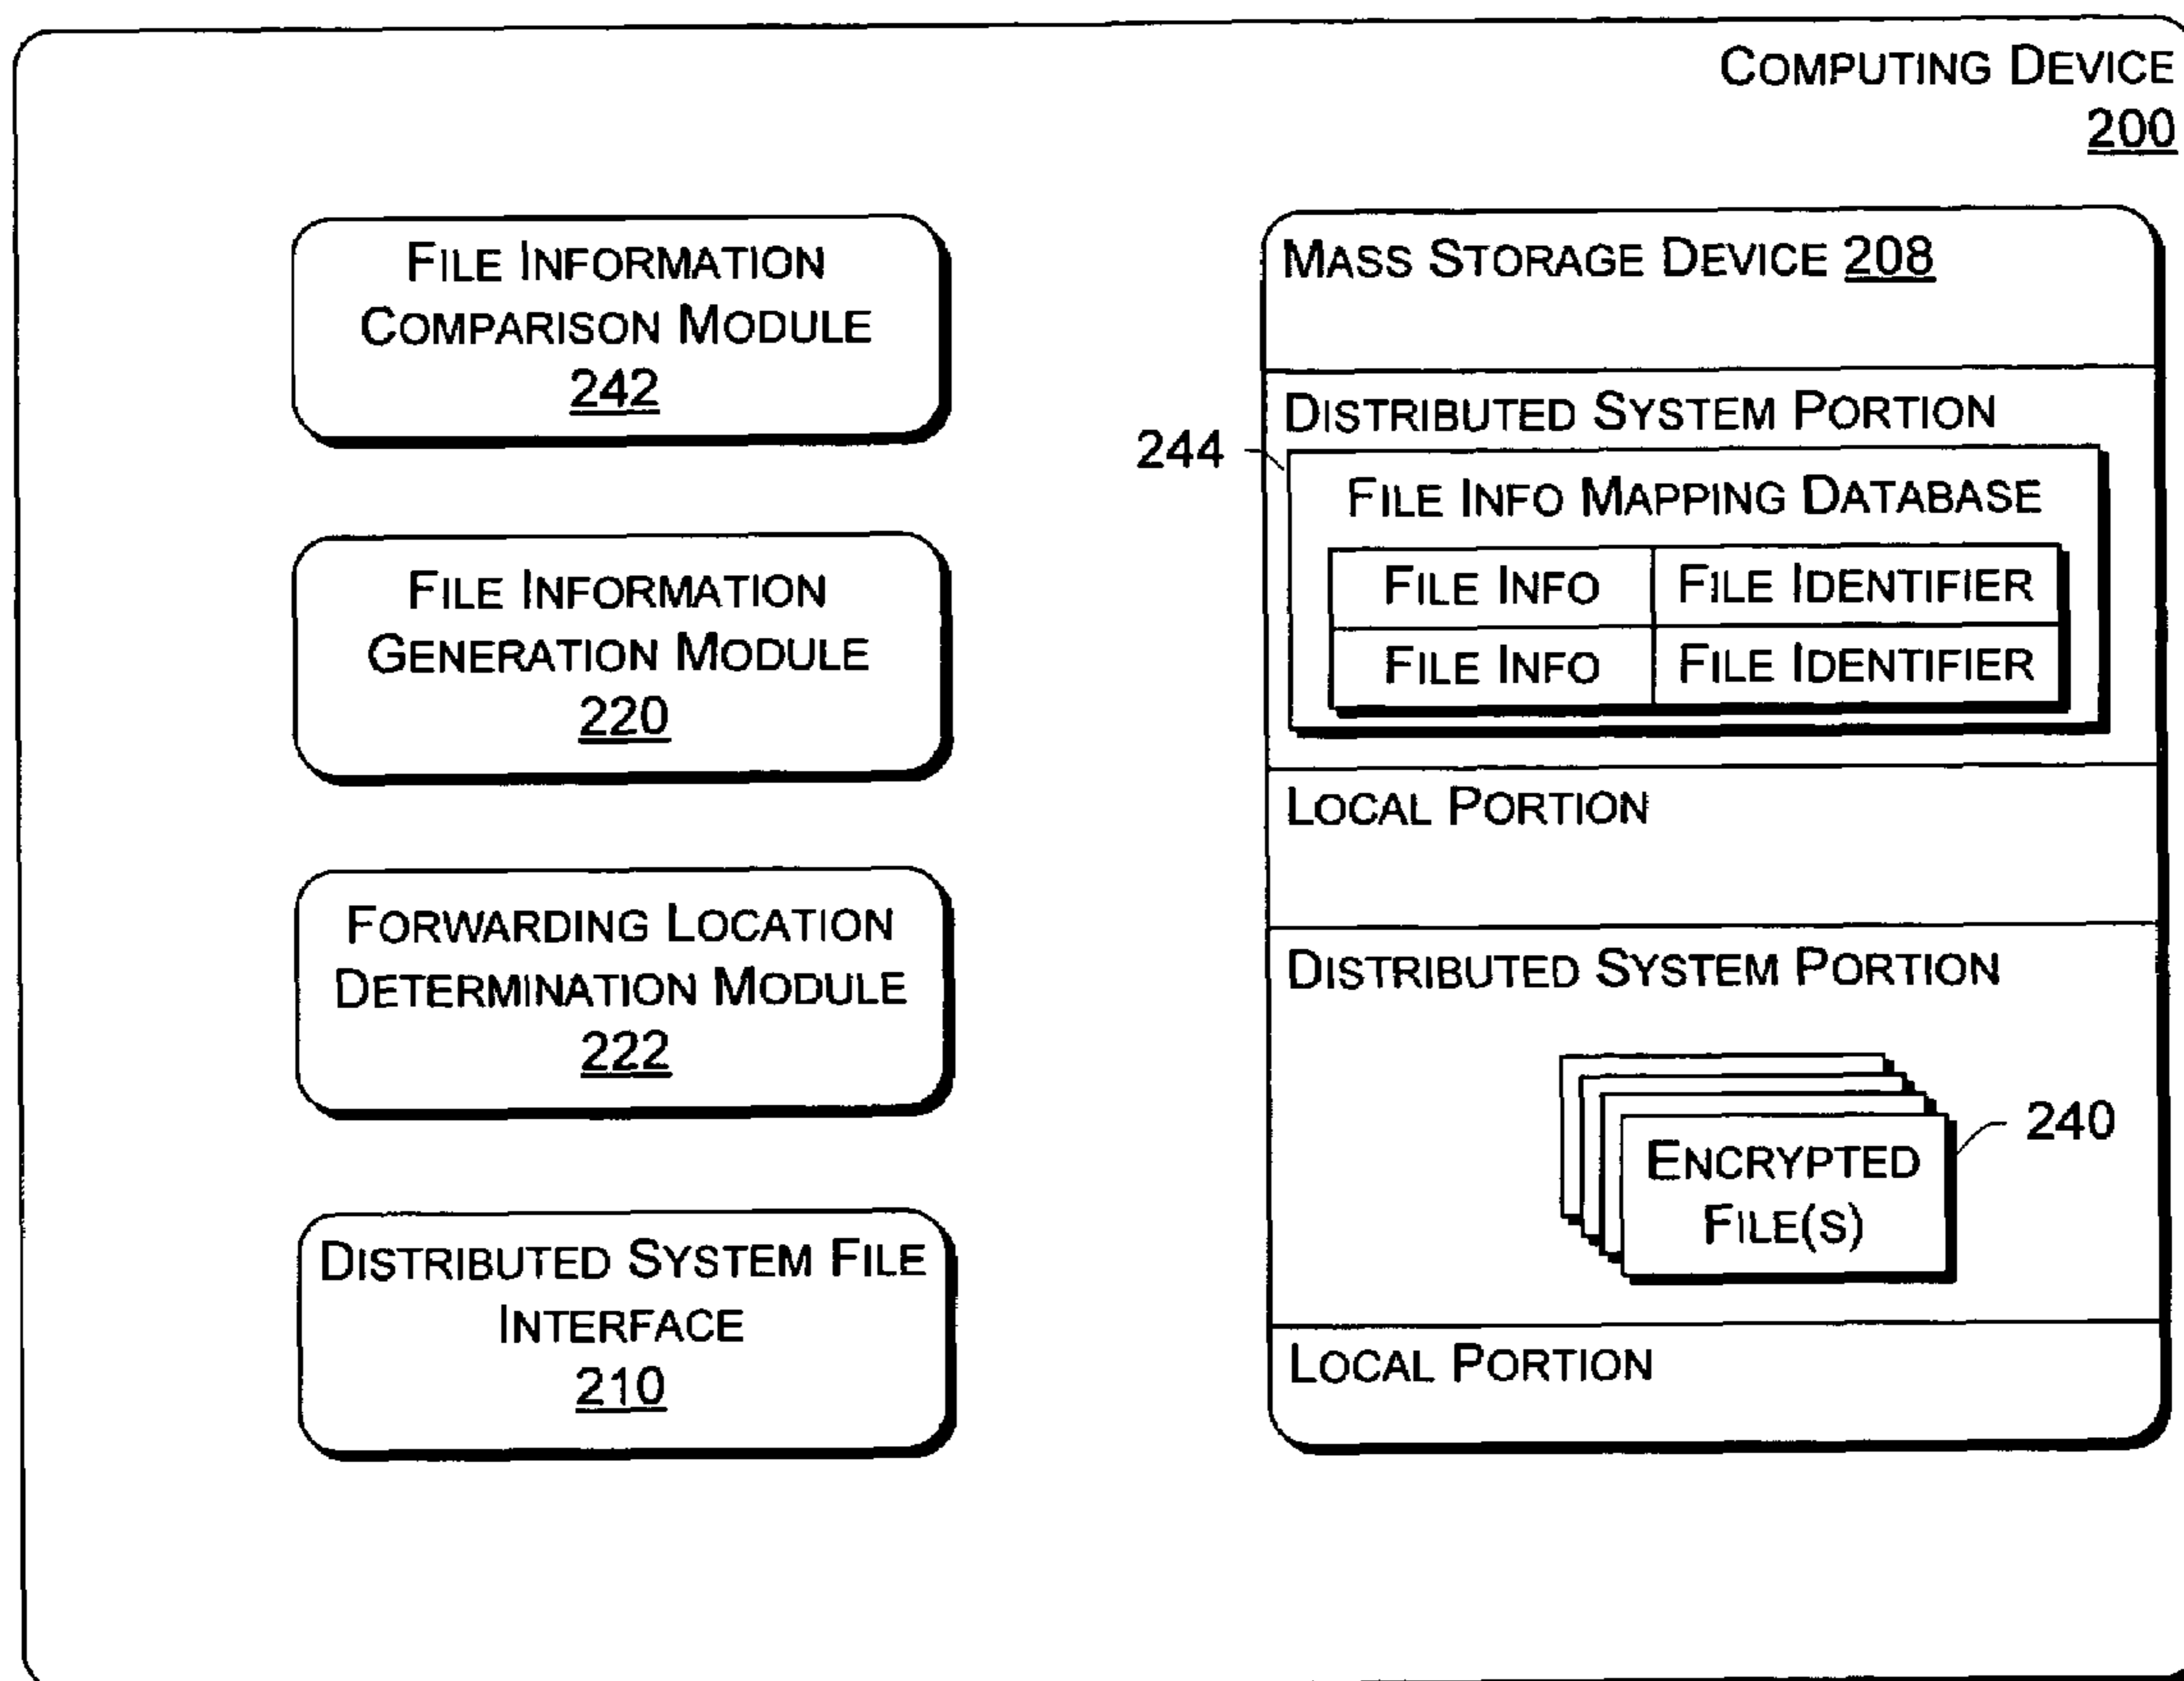 COMPUTING DEVICE
200
FILE INFORMATION
COMPARISON MODULE
242
FILE INFORMATION
GENERATION MODULE
220
FORWARDING LOCATION
DETERMINATION MODULE
222
DISTRIBUTED SYSTEM FILE
INTERFACE
210
MASS STORAGE DEVICE 208
DISTRIBUTED SYSTEM PORTION
244
FILE INFO MAPPING DATABASE
FILE INFO FILE IDENTIFIER
FILE INFO FILE IDENTIFIER
LOCAL PORTION
DISTRIBUTED SYSTEM PORTION
240
ENCRYPTED
FILE(S)
LOCAL PORTION